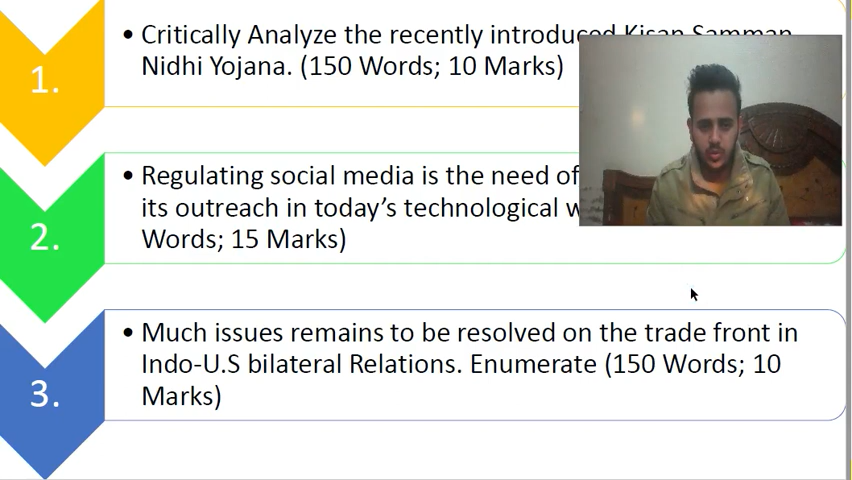 1.
• Critically Analyze the recently introduced Kisan Samman
Nidhi Yojana. (150 Words; 10 Marks)
2.
• Regulating social media is the need of
its outreach in today's technological
Words; 15 Marks)
3.
• Much issues remains to be resolved on the trade front in
Indo-U.S bilateral Relations. Enumerate (150 Words; 10
Marks)